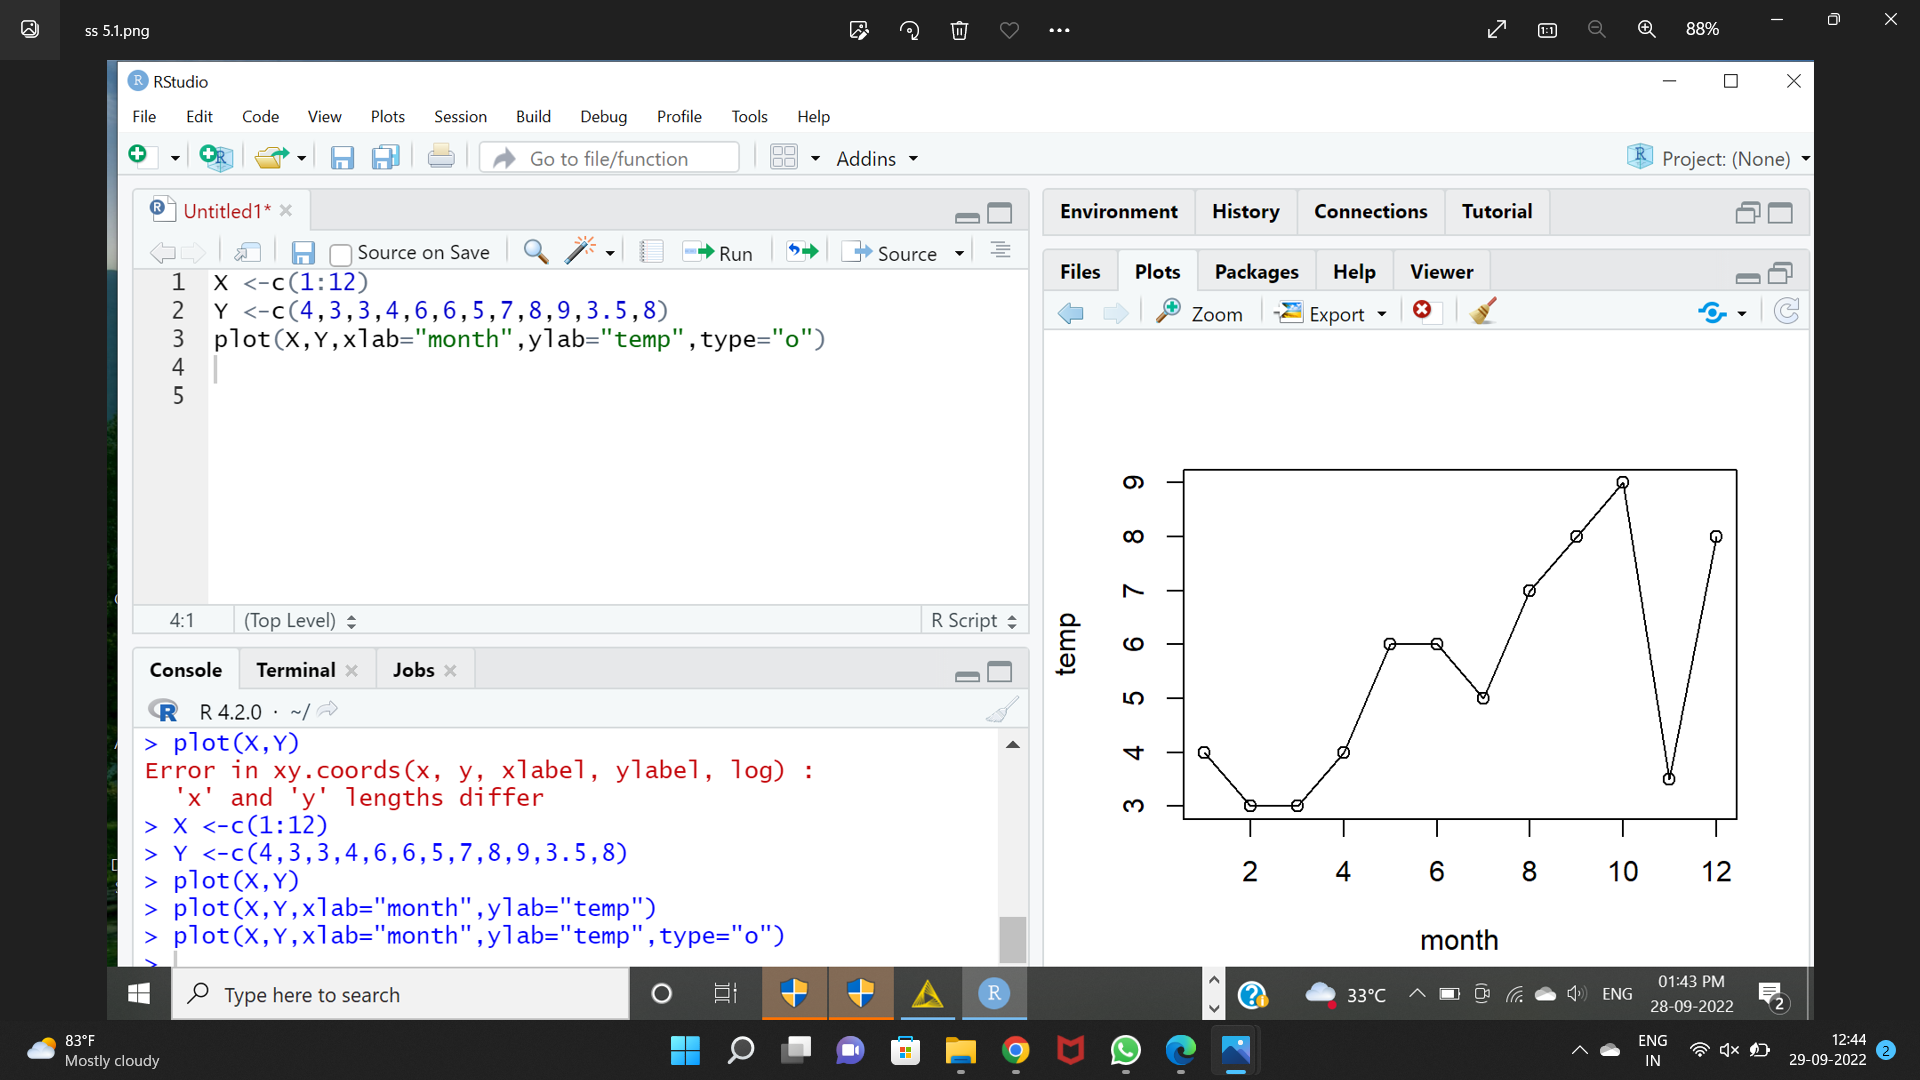 ss 5.1.png
88%
R RStudio
File Edit Code View Plots Session Build Debug Profile Tools Help
Go to file/function
Addins
Project: (None)
Untitled1*
Source on Save
Run
Source
1 X <-c(1:12)
2 Y <-c(4,3,3,4,6,6,5,7,8,9,3.5,8)
3 plot(X,Y,xlab="month",ylab="temp",type="o")
4
5
4:1 (Top Level) R Script
Console Terminal Jobs
R R 4.2.0 · ~/
> plot(X,Y)
Error in xy.coords(x, y, xlabel, ylabel, log) :
'x' and 'y' lengths differ
> X <-c(1:12)
> Y <-c(4,3,3,4,6,6,5,7,8,9,3.5,8)
> plot(X,Y)
> plot(X,Y,xlab="month",ylab="temp")
> plot(X,Y,xlab="month",ylab="temp",type="o")
>
Environment History Connections Tutorial
Files Plots Packages Help Viewer
Zoom Export
9
8
7
6
5
4
3
temp
2 4 6 8 10 12
month
Type here to search
R
33°C
ENG
01:43 PM
28-09-2022
2
83°F
Mostly cloudy
ENG
IN
12:44
29-09-2022
2